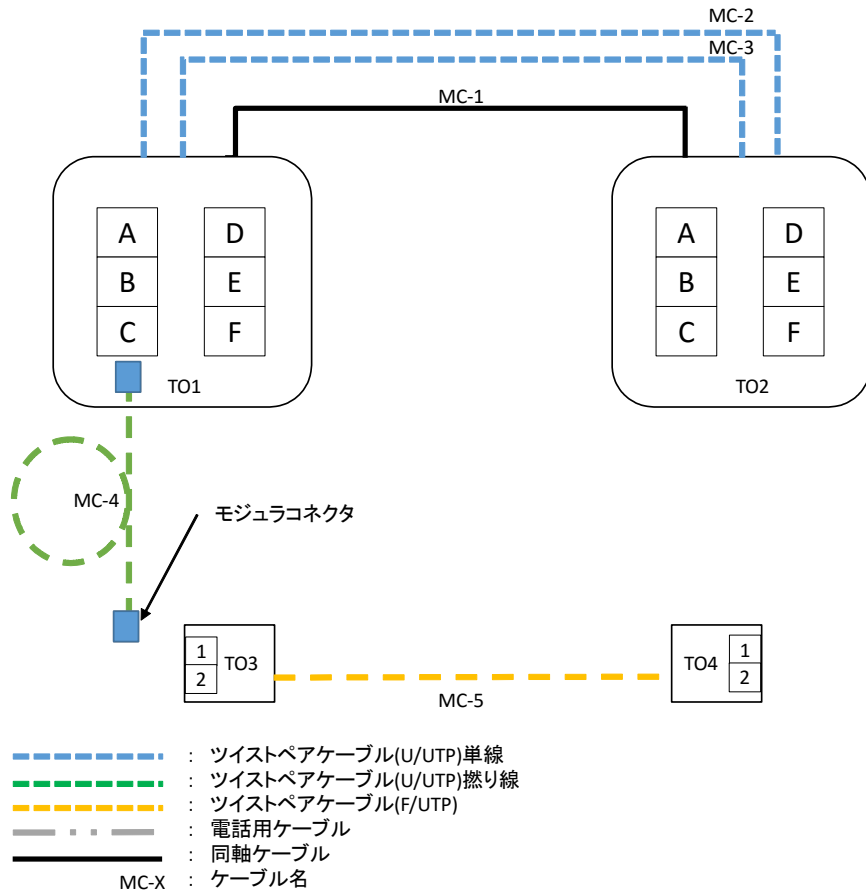 MC-2
MC-3
MC-1
A
B
C
D
E
F
TO1
A
B
C
D
E
F
TO2
MC-4
モジュラコネクタ
1
2
TO3
MC-5
TO4
1
2
： ツイストペアケーブル(U/UTP)単線
： ツイストペアケーブル(U/UTP)撚り線
： ツイストペアケーブル(F/UTP)
： 電話用ケーブル
： 同軸ケーブル
MC-X ： ケーブル名